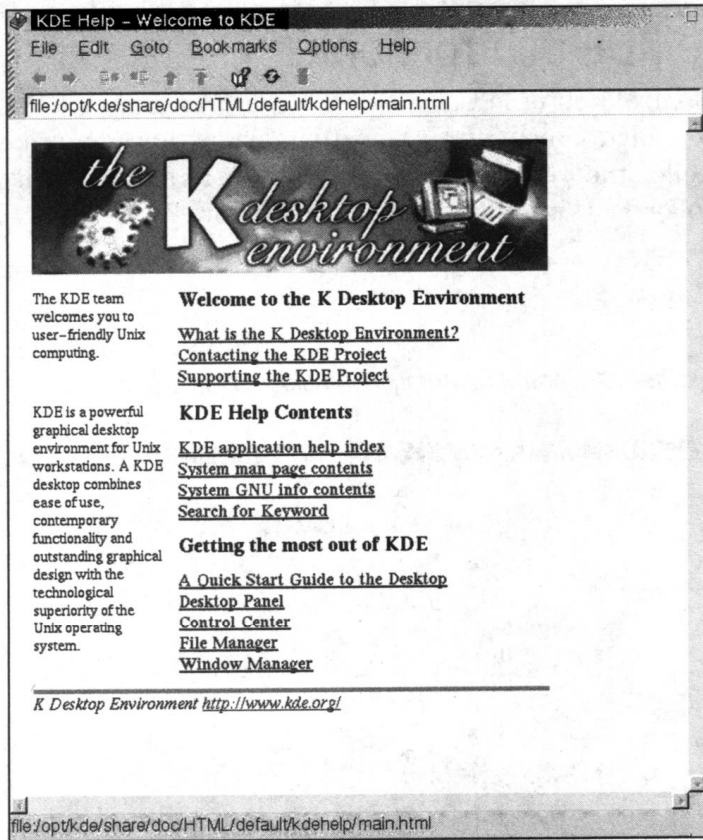 KDE Help – Welcome to KDE
File Edit Goto Bookmarks Options Help
file:/opt/kde/share/doc/HTML/default/kdehelp/main.html
the K desktop
environment
The KDE team
welcomes you to
user–friendly Unix
computing.
Welcome to the K Desktop Environment
What is the K Desktop Environment?
Contacting the KDE Project
Supporting the KDE Project
KDE is a powerful
graphical desktop
environment for Unix
workstations. A KDE
desktop combines
ease of use,
contemporary
functionality and
outstanding graphical
design with the
technological
superiority of the
Unix operating
system.
KDE Help Contents
KDE application help index
System man page contents
System GNU info contents
Search for Keyword
Getting the most out of KDE
A Quick Start Guide to the Desktop
Desktop Panel
Control Center
File Manager
Window Manager
K Desktop Environment http://www.kde.org/
file:/opt/kde/share/doc/HTML/default/kdehelp/main.html